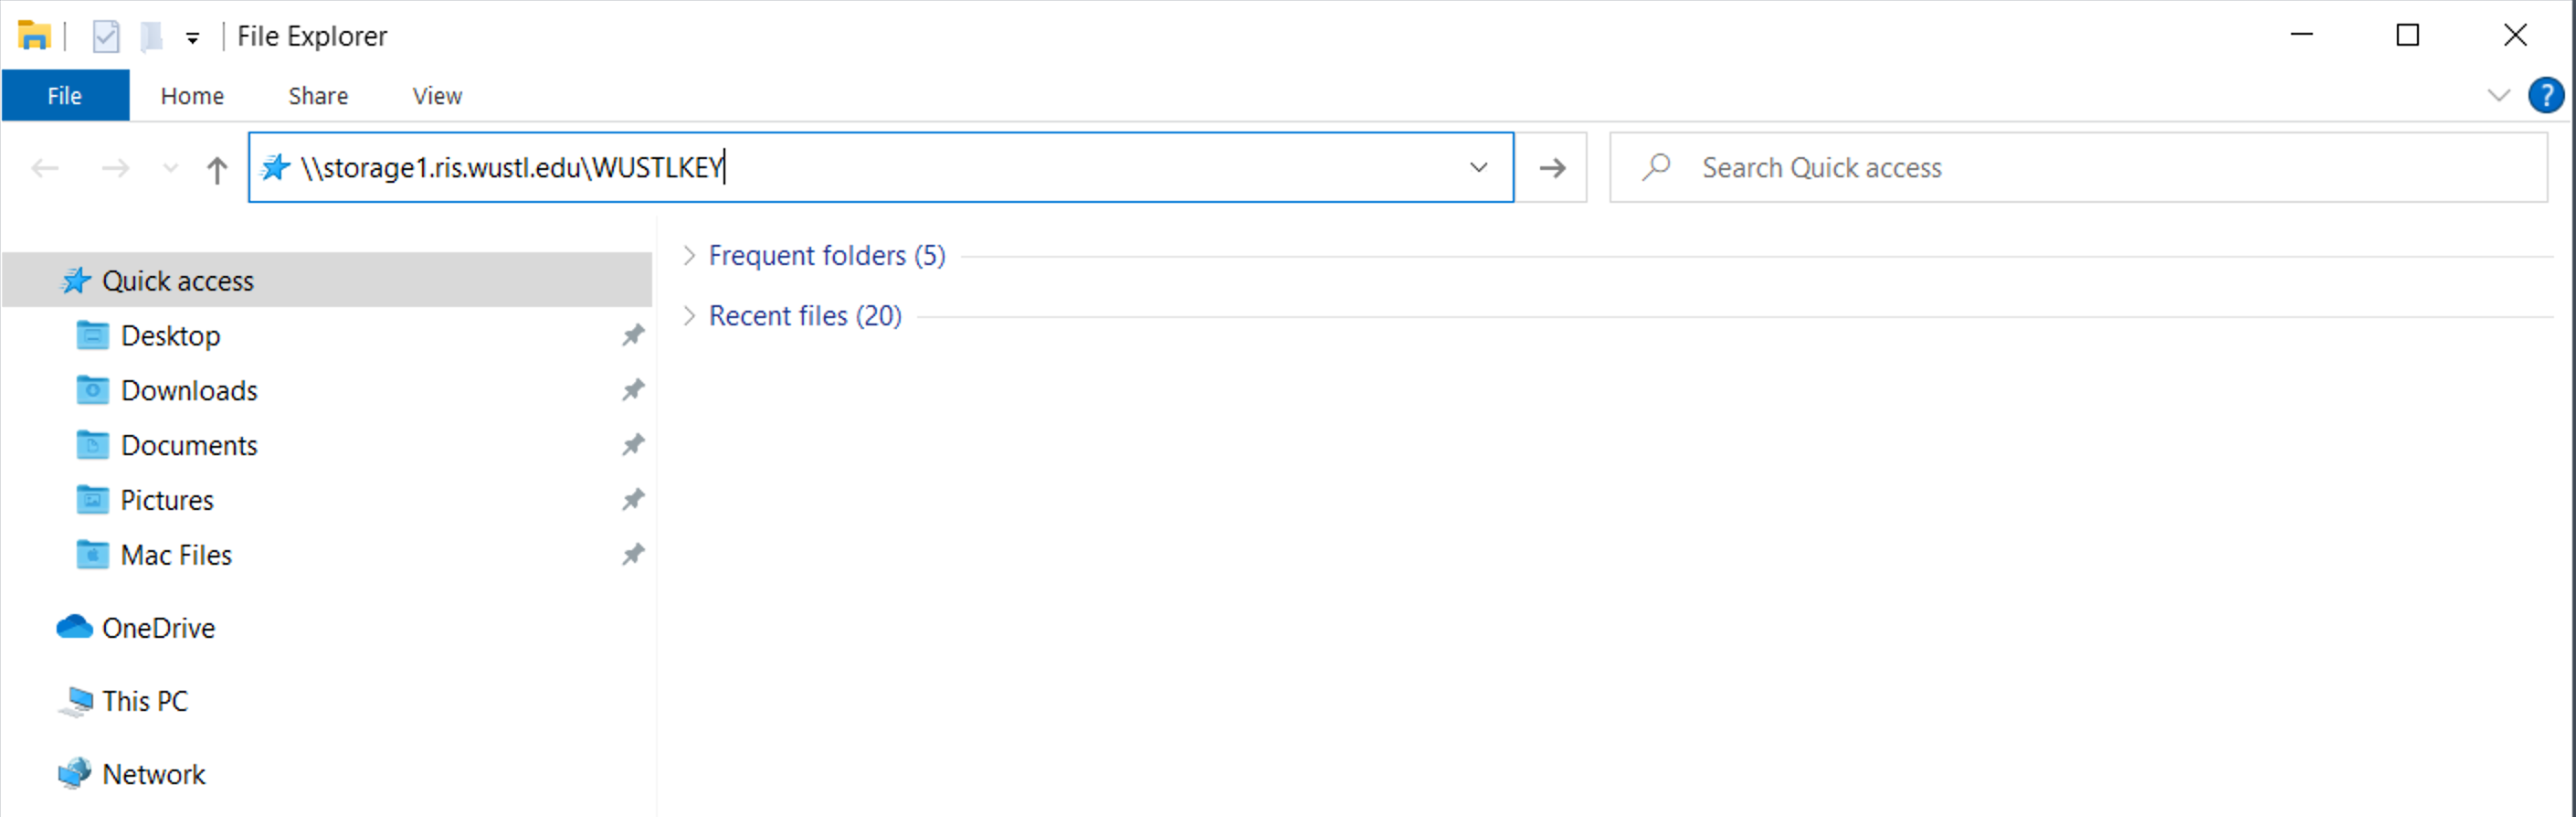 File Explorer
File Home Share View
?
\\storage1.ris.wustl.edu\WUSTLKEY
Search Quick access
Quick access
Desktop
Downloads
Documents
Pictures
Mac Files
OneDrive
This PC
Network
Frequent folders (5)
Recent files (20)